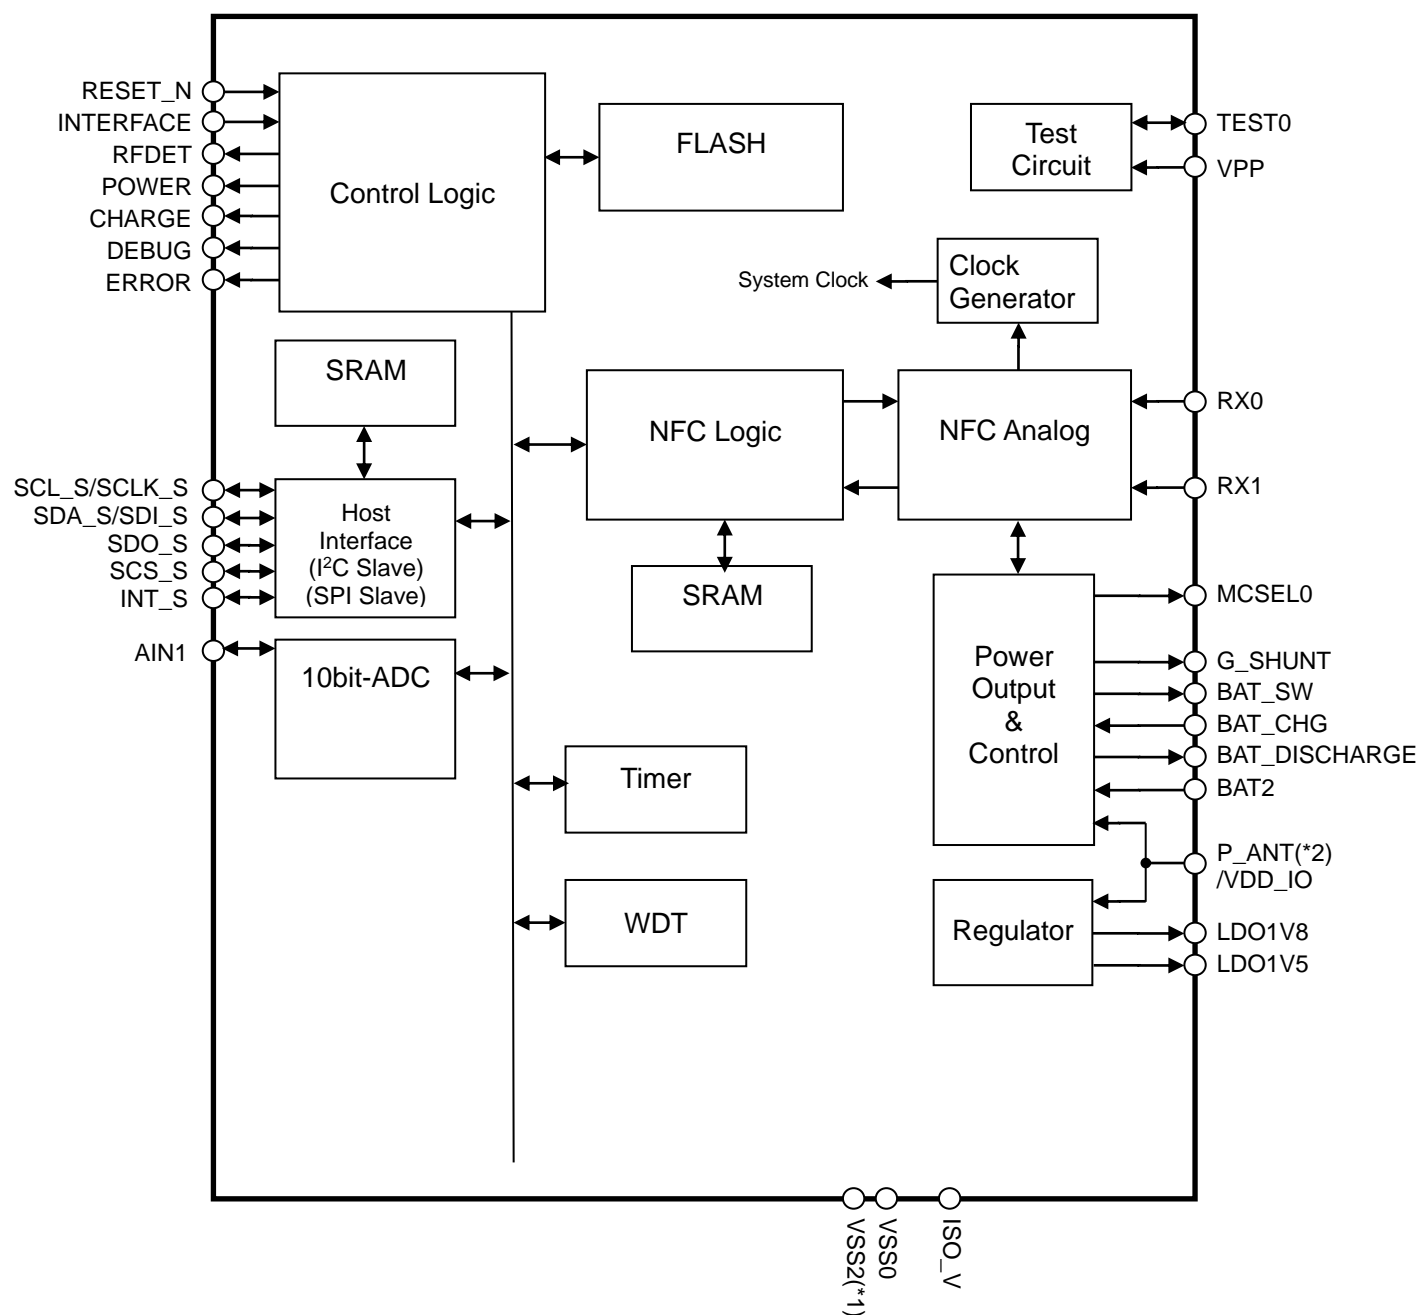 RESET_N
INTERFACE
RFDET
POWER
CHARGE
DEBUG
ERROR
Control Logic
FLASH
Test
Circuit
TEST0
VPP
System Clock
Clock
Generator
SRAM
NFC Logic
NFC Analog
RX0
RX1
SCL_S/SCLK_S
SDA_S/SDI_S
SDO_S
SCS_S
INT_S
AIN1
Host
Interface
(I²C Slave)
(SPI Slave)
SRAM
10bit-ADC
Power
Output
&
Control
MCSEL0
G_SHUNT
BAT_SW
BAT_CHG
BAT_DISCHARGE
BAT2
P_ANT(*2)
/VDD_IO
Timer
WDT
Regulator
LDO1V8
LDO1V5
VSS2(*1)
VSS0
ISO_V